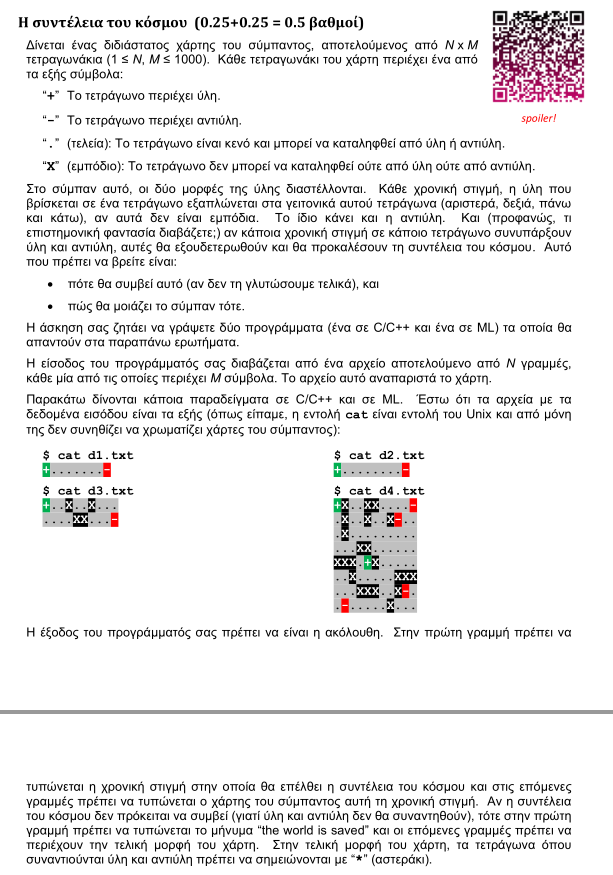 Η συντέλεια του κόσμου (0.25+0.25 = 0.5 βαθμοί)
Δίνεται ένας διδιάστατος χάρτης του σύμπαντος, αποτελούμενος από N x M
τετραγωνάκια (1 ≤ N, M ≤ 1000). Κάθε τετραγωνάκι του χάρτη περιέχει ένα από
τα εξής σύμβολα:
spoiler!
“+” Το τετράγωνο περιέχει ύλη.
“-” Το τετράγωνο περιέχει αντιύλη.
“.” (τελεία): Το τετράγωνο είναι κενό και μπορεί να καταληφθεί από ύλη ή αντιύλη.
“X” (εμπόδιο): Το τετράγωνο δεν μπορεί να καταληφθεί ούτε από ύλη ούτε από αντιύλη.
Στο σύμπαν αυτό, οι δύο μορφές της ύλης διαστέλλονται. Κάθε χρονική στιγμή, η ύλη που
βρίσκεται σε ένα τετράγωνο εξαπλώνεται στα γειτονικά αυτού τετράγωνα (αριστερά, δεξιά, πάνω
και κάτω), αν αυτά δεν είναι εμπόδια. Το ίδιο κάνει και η αντιύλη. Και (προφανώς, τι
επιστημονική φαντασία διαβάζετε;) αν κάποια χρονική στιγμή σε κάποιο τετράγωνο συνυπάρξουν
ύλη και αντιύλη, αυτές θα εξουδετερωθούν και θα προκαλέσουν τη συντέλεια του κόσμου. Αυτό
που πρέπει να βρείτε είναι:
• πότε θα συμβεί αυτό (αν δεν τη γλυτώσουμε τελικά), και
• πώς θα μοιάζει το σύμπαν τότε.
Η άσκηση σας ζητάει να γράψετε δύο προγράμματα (ένα σε C/C++ και ένα σε ML) τα οποία θα
απαντούν στα παραπάνω ερωτήματα.
Η είσοδος του προγράμματός σας διαβάζεται από ένα αρχείο αποτελούμενο από N γραμμές,
κάθε μία από τις οποίες περιέχει M σύμβολα. Το αρχείο αυτό αναπαριστά το χάρτη.
Παρακάτω δίνονται κάποια παραδείγματα σε C/C++ και σε ML. Έστω ότι τα αρχεία με τα
δεδομένα εισόδου είναι τα εξής (όπως είπαμε, η εντολή cat είναι εντολή του Unix και από μόνη
της δεν συνηθίζει να χρωματίζει χάρτες του σύμπαντος):
$ cat d1.txt
+.......-
$ cat d3.txt
+..X..X...
....XX...-
$ cat d2.txt
+........-
$ cat d4.txt
+X..XX....-
.X..X..X-..
.X.........
...XX......
XXX.+X.....
..X.....XXX
...XXX..X-.
.-.....X...
Η έξοδος του προγράμματός σας πρέπει να είναι η ακόλουθη. Στην πρώτη γραμμή πρέπει να
τυπώνεται η χρονική στιγμή στην οποία θα επέλθει η συντέλεια του κόσμου και στις επόμενες
γραμμές πρέπει να τυπώνεται ο χάρτης του σύμπαντος αυτή τη χρονική στιγμή. Αν η συντέλεια
του κόσμου δεν πρόκειται να συμβεί (γιατί ύλη και αντιύλη δεν θα συναντηθούν), τότε στην πρώτη
γραμμή πρέπει να τυπώνεται το μήνυμα “the world is saved” και οι επόμενες γραμμές πρέπει να
περιέχουν την τελική μορφή του χάρτη. Στην τελική μορφή του χάρτη, τα τετράγωνα όπου
συναντιούνται ύλη και αντιύλη πρέπει να σημειώνονται με “*” (αστεράκι).